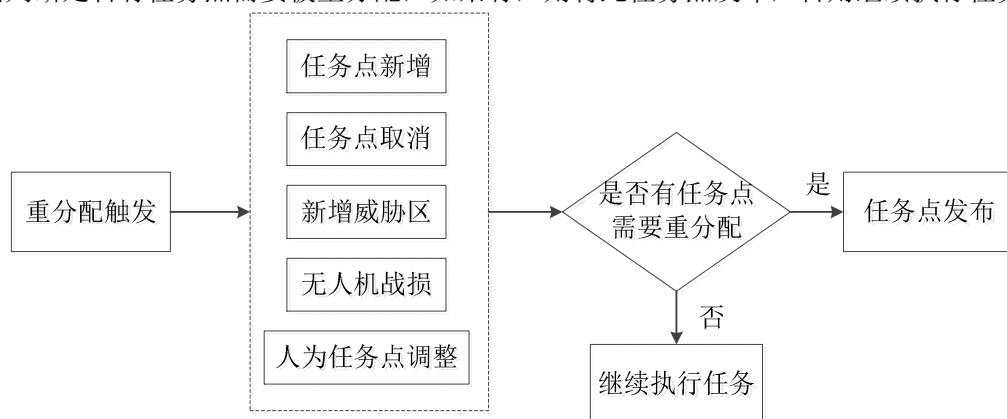 任务点新增
任务点取消
新增威胁区
无人机战损
人为任务点调整
重分配触发
是否有任务点
需要重分配
是
任务点发布
否
继续执行任务